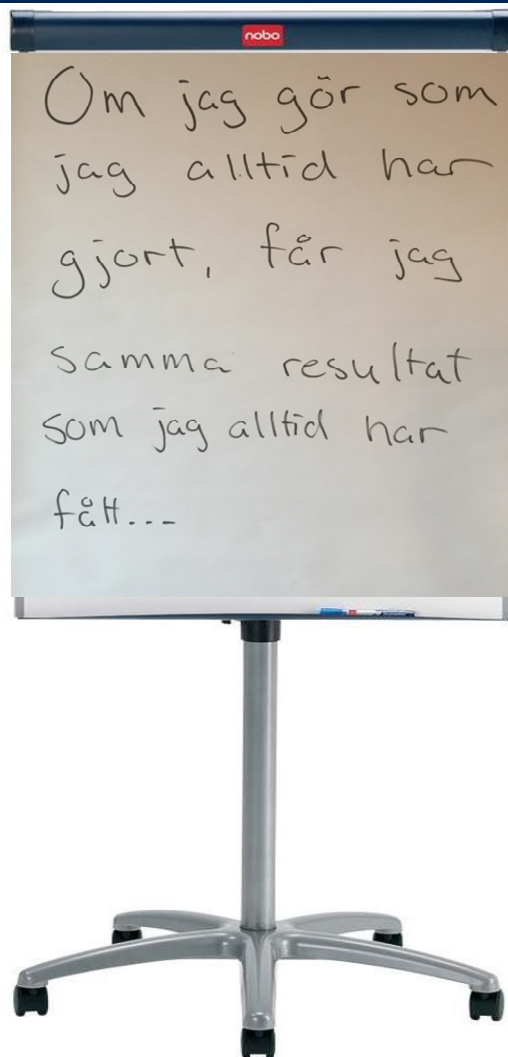 nobo
Om jag gör som
jag alltid har
gjort, får jag
samma resultat
som jag alltid har
fått...